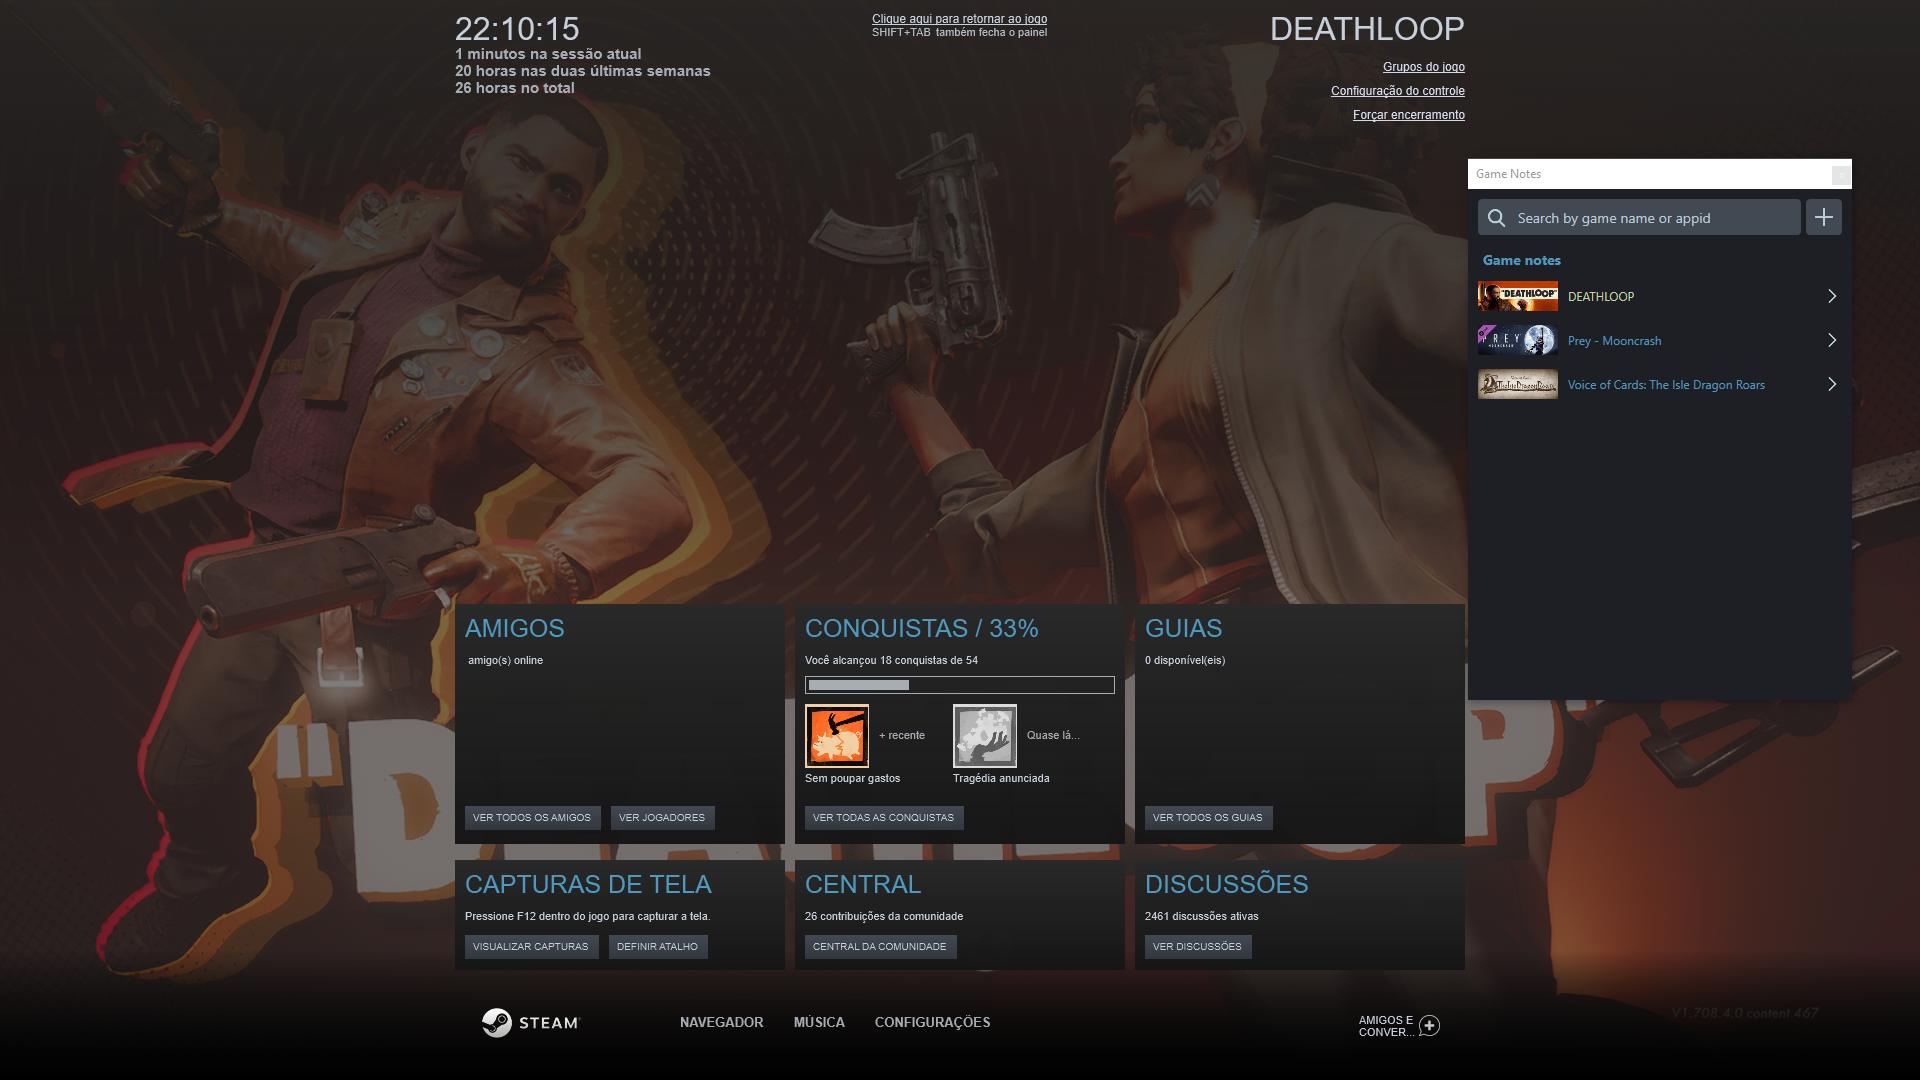 22:10:15
1 minutos na sessão atual
20 horas nas duas últimas semanas
26 horas no total
Clique aqui para retornar ao jogo
SHIFT+TAB também fecha o painel
DEATHLOOP
Grupos do jogo
Configuração do controle
Forçar encerramento
Game Notes
Search by game name or appid
Game notes
"DEATHLOOP"
DEATHLOOP
PREY
MOONCRASH
Prey - Mooncrash
Voice of Cards: The Isle Dragon Roars
AMIGOS
amigo(s) online
VER TODOS OS AMIGOS
VER JOGADORES
CONQUISTAS / 33%
Você alcançou 18 conquistas de 54
+ recente
Quase lá...
Sem poupar gastos
Tragédia anunciada
VER TODAS AS CONQUISTAS
GUIAS
0 disponível(eis)
VER TODOS OS GUIAS
CAPTURAS DE TELA
Pressione F12 dentro do jogo para capturar a tela.
VISUALIZAR CAPTURAS
DEFINIR ATALHO
CENTRAL
26 contribuições da comunidade
CENTRAL DA COMUNIDADE
DISCUSSÕES
2461 discussões ativas
VER DISCUSSÕES
STEAM
NAVEGADOR
MÚSICA
CONFIGURAÇÕES
AMIGOS E
CONVER...
V1.708.4.0 content 467